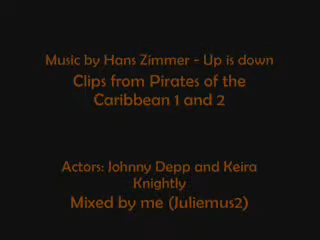 Music by Hans Zimmer - Up is down
Clips from Pirates of the
Caribbean 1 and 2
Actors: Johnny Depp and Keira
Knightly
Mixed by me (Juliemus2)